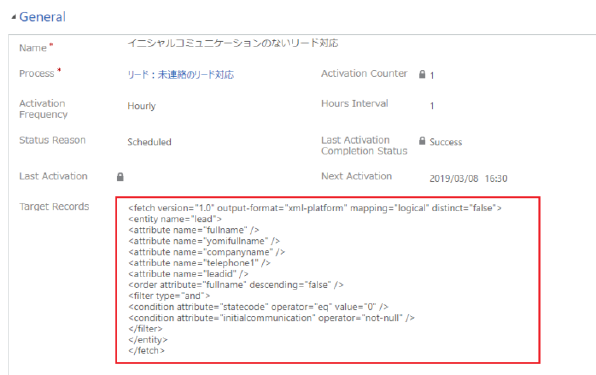 General
Name * イニシャルコミュニケーションのないリード対応
Process * リード：未連絡のリード対応 Activation Counter 1
Activation Frequency Hourly Hours Interval 1
Status Reason Scheduled Last Activation Completion Status Success
Last Activation Next Activation 2019/03/08 16:30
Target Records
<fetch version="1.0" output-format="xml-platform" mapping="logical" distinct="false">
<entity name="lead">
<attribute name="fullname" />
<attribute name="yomifullname" />
<attribute name="companyname" />
<attribute name="telephone1" />
<attribute name="leadid" />
<order attribute="fullname" descending="false" />
<filter type="and">
<condition attribute="statecode" operator="eq" value="0" />
<condition attribute="initialcommunication" operator="not-null" />
</filter>
</entity>
</fetch>